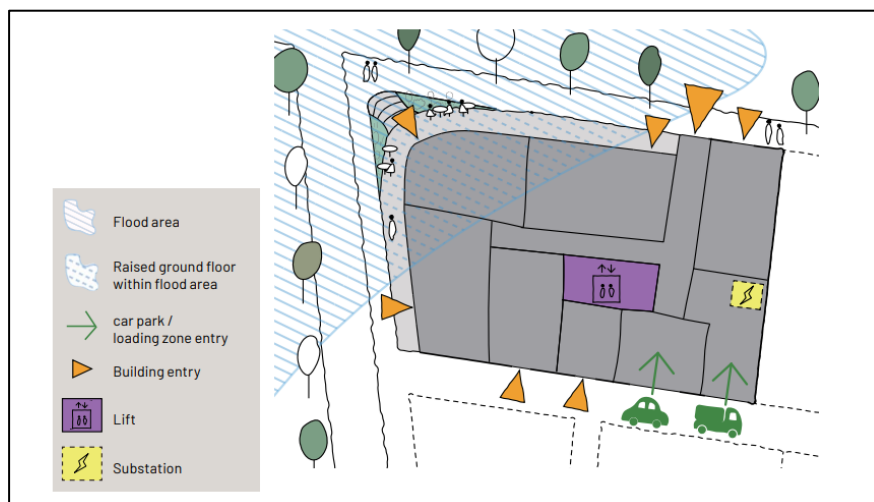 Flood area
Raised ground floor
within flood area
car park /
loading zone entry
Building entry
Lift
Substation